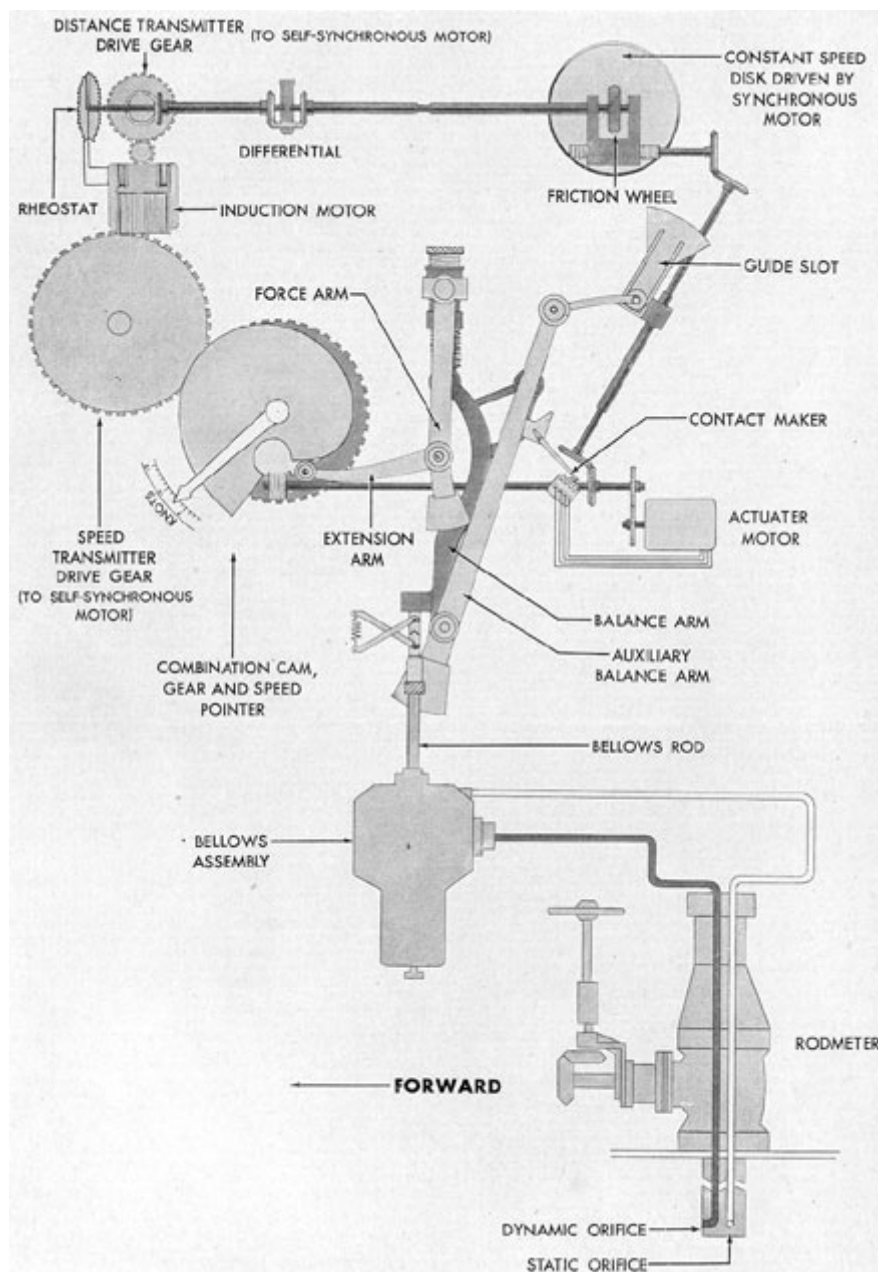 DISTANCE TRANSMITTER
DRIVE GEAR
(TO SELF-SYNCHRONOUS MOTOR)
CONSTANT SPEED
DISK DRIVEN BY
SYNCHRONOUS
MOTOR
DIFFERENTIAL
RHEOSTAT
INDUCTION MOTOR
FRICTION WHEEL
GUIDE SLOT
FORCE ARM
CONTACT MAKER
KNOTS
ACTUATER
MOTOR
SPEED
TRANSMITTER
DRIVE GEAR
(TO SELF-SYNCHRONOUS
MOTOR)
EXTENSION
ARM
BALANCE ARM
AUXILIARY
BALANCE ARM
COMBINATION CAM,
GEAR AND SPEED
POINTER
BELLOWS ROD
BELLOWS
ASSEMBLY
RODMETER
FORWARD
DYNAMIC ORIFICE
STATIC ORIFICE